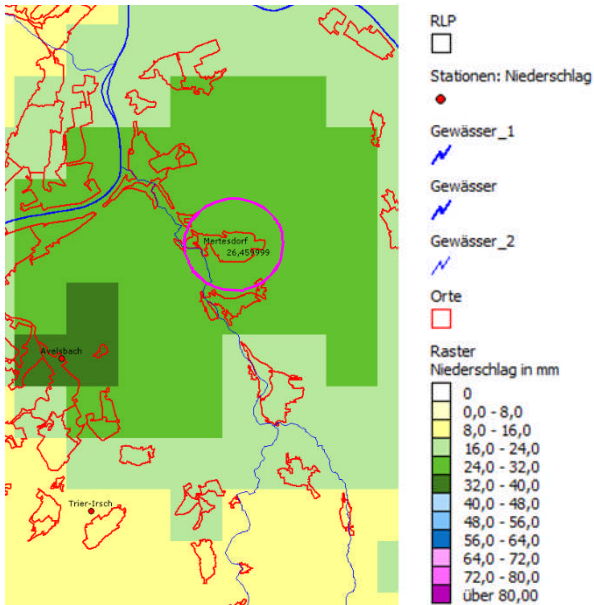 Mertesdorf
26,459999
Avelsbach
Trier-Irsch
RLP
Stationen: Niederschlag
Gewässer_1
Gewässer
Gewässer_2
Orte
Raster
Niederschlag in mm
0
0,0 - 8,0
8,0 - 16,0
16,0 - 24,0
24,0 - 32,0
32,0 - 40,0
40,0 - 48,0
48,0 - 56,0
56,0 - 64,0
64,0 - 72,0
72,0 - 80,0
über 80,00